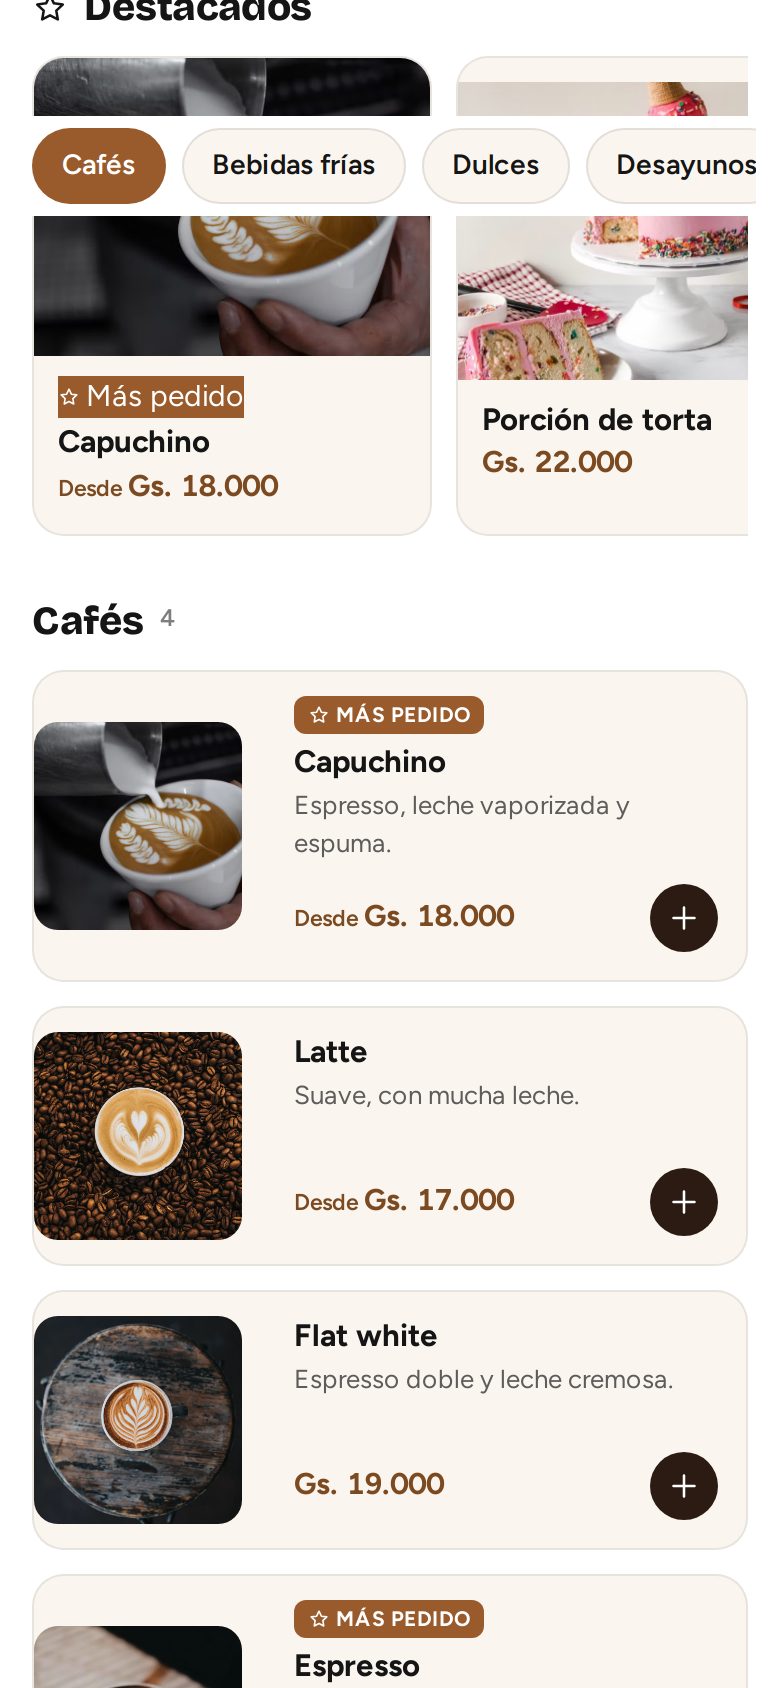 Destacados
Cafés
Bebidas frías
Dulces
Desayunos
Más pedido
Capuchino
Desde Gs. 18.000
Porción de torta
Gs. 22.000
Cafés 4
MÁS PEDIDO
Capuchino
Espresso, leche vaporizada y
espuma.
Desde Gs. 18.000
Latte
Suave, con mucha leche.
Desde Gs. 17.000
Flat white
Espresso doble y leche cremosa.
Gs. 19.000
MÁS PEDIDO
Espresso